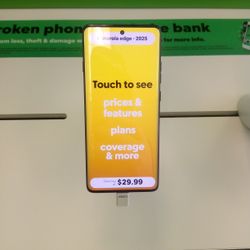 roken phon
e bank
om loss, theft & damage w
for more info.
motorola edge - 2025
Touch to see
prices &
features
plans
coverage
& more
$29.99